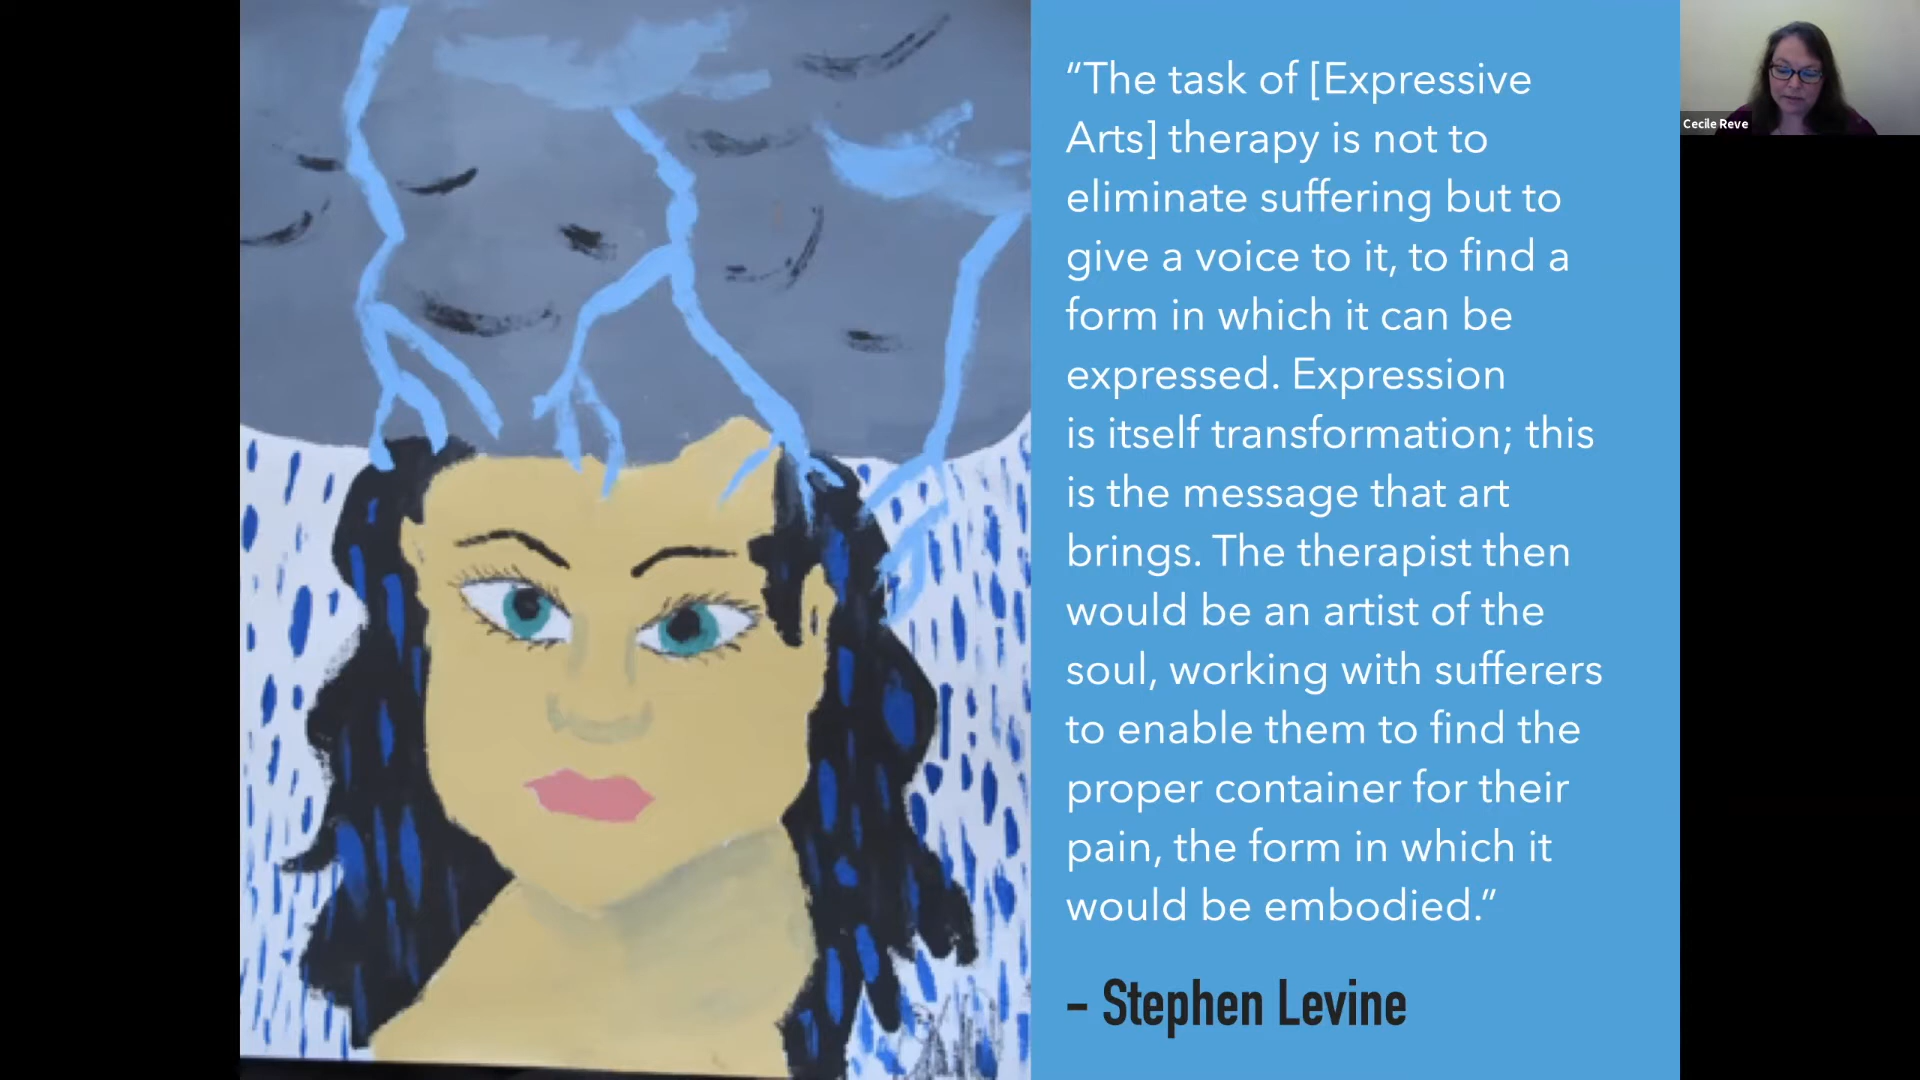 “The task of [Expressive
Arts] therapy is not to
eliminate suffering but to
give a voice to it, to find a
form in which it can be
expressed. Expression
is itself transformation; this
is the message that art
brings. The therapist then
would be an artist of the
soul, working with sufferers
to enable them to find the
proper container for their
pain, the form in which it
would be embodied.”
– Stephen Levine
Cecile Reve